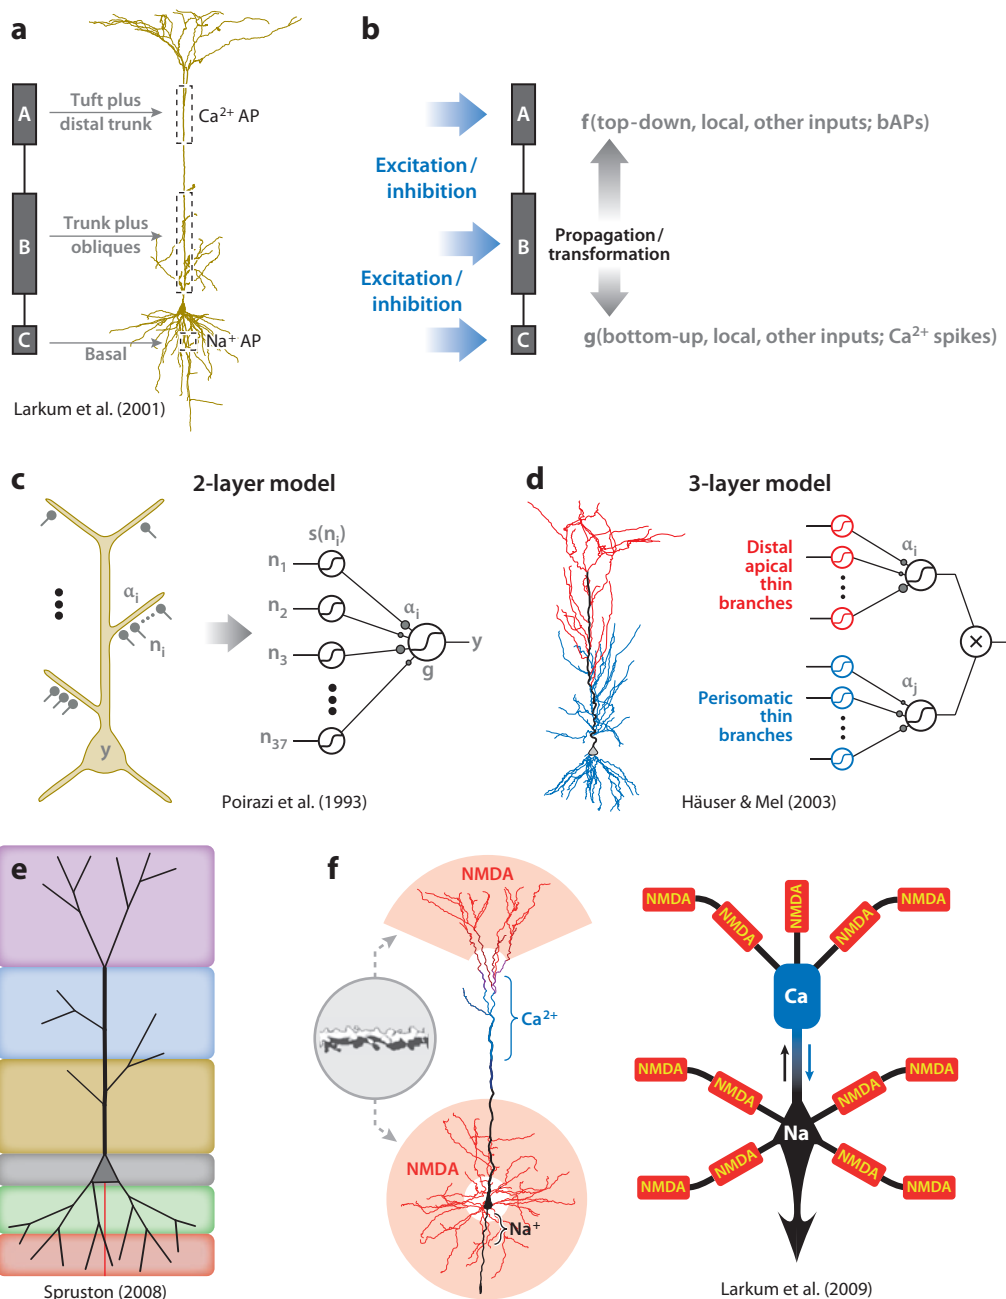 a
A
B
C
Tuft plus
distal trunk
Ca2+ AP
Trunk plus
obliques
Basal
Na+ AP
Larkum et al. (2001)
b
A
B
C
Excitation/
inhibition
Excitation/
inhibition
f(top-down, local, other inputs; bAPs)
Propagation/
transformation
g(bottom-up, local, other inputs; Ca2+ spikes)
c
2-layer model
αi
ni
y
s(ni)
n1
n2
n3
n37
αi
g
y
Poirazi et al. (1993)
d
3-layer model
Distal
apical
thin
branches
αi
×
Perisomatic
thin
branches
αj
Häuser & Mel (2003)
e
Spruston (2008)
f
NMDA
Ca2+
NMDA
Na+
NMDA
NMDA
NMDA
NMDA
NMDA
Ca
NMDA
NMDA
NMDA
NMDA
Na
NMDA
NMDA
NMDA
NMDA
Larkum et al. (2009)